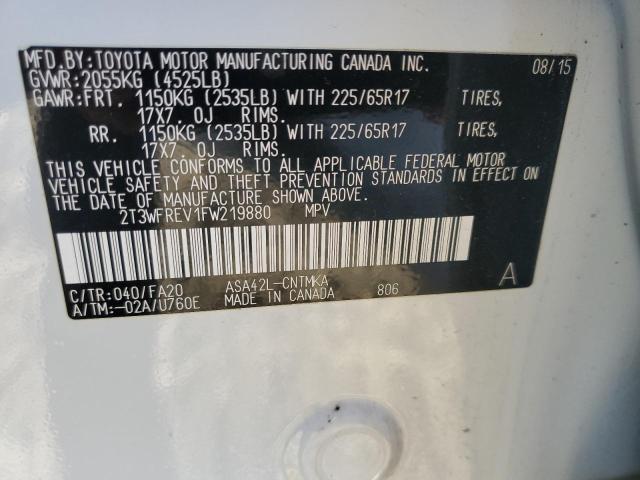 MFD.BY:TOYOTA MOTOR MANUFACTURING CANADA INC. 08/15
GVWR:2055KG (4525LB)
GAWR:FRT. 1150KG (2535LB) WITH 225/65R17 TIRES,
17X7.0J RIMS.
RR. 1150KG (2535LB) WITH 225/65R17 TIRES,
17X7.0J RIMS.
THIS VEHICLE CONFORMS TO ALL APPLICABLE FEDERAL MOTOR
VEHICLE SAFETY AND THEFT PREVENTION STANDARDS IN EFFECT ON
THE DATE OF MANUFACTURE SHOWN ABOVE.
2T3WFREV1FW219880 MPV
C/TR:040/FA20 ASA42L-CNTMKA A
A/TM:-02A/U760E MADE IN CANADA 806